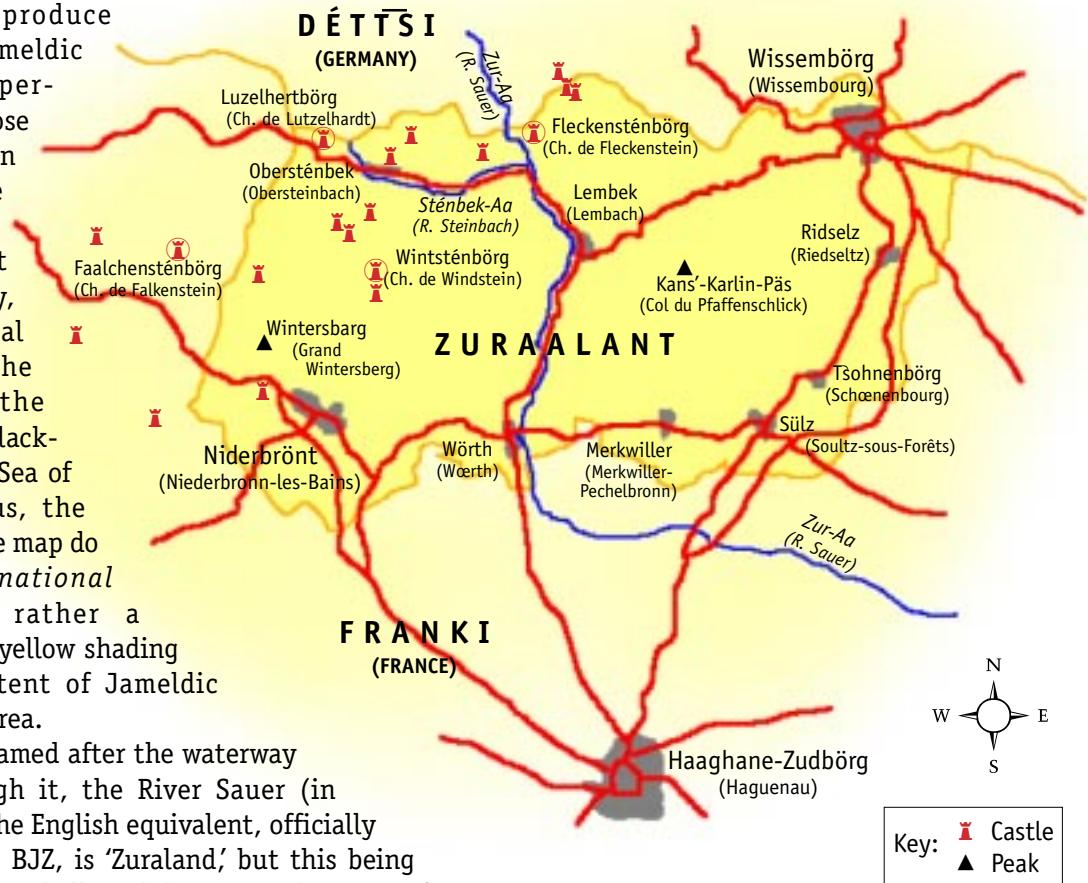 produce
DÉTT̄S̄I
(GERMANY)
meldic
per-
ose
n
e
t
y,
al
he
the
lack-
Sea of
us, the
e map do
national
rather a
yellow shading
tent of Jameldic
rea.
amed after the waterway
gh it, the River Sauer (in
he English equivalent, officially
BJZ, is ‘Zuraland,’ but this being
Zur-Aa
(R. Sauer)
Wissembörg
(Wissembourg)
Luzelhertbörg
(Ch. de Lutzelhardt)
Fleckensténbörg
(Ch. de Fleckenstein)
Obersténbek
(Obersteinbach)
Sténbek-Aa
(R. Steinbach)
Lembek
(Lembach)
Ridselz
(Riedseltz)
Faalchensténbörg
(Ch. de Falkenstein)
Wintsténbörg
(Ch. de Windstein)
Kans’-Karlin-Päs
(Col du Pfaffenschlick)
Wintersbarg
(Grand
Wintersberg)
ZURAALANT
Ts̄ohnenbörg
(Schœnenbourg)
Niderbrönt
(Niederbronn-les-Bains)
Wörth
(Wœrth)
Merkwiller
(Merkwiller-
Pechelbronn)
Sülz
(Soultz-sous-Forêts)
Zur-Aa
(R. Sauer)
FRANKI
(FRANCE)
Haaghane-Zudbörg
(Haguenau)
N
W E
S
Key: Castle
Peak